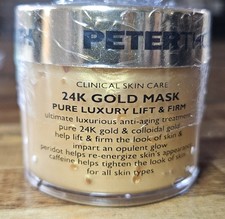 PETERTHO
CLINICAL SKIN CARE
24K GOLD MASK
PURE LUXURY LIFT & FIRM
ultimate luxurious anti-aging treatment
pure 24K gold & colloidal gold
help lift & firm the look of skin &
impart an opulent glow
peridot helps re-energize skin's appearance
caffeine helps tighten the look of skin
for all skin types